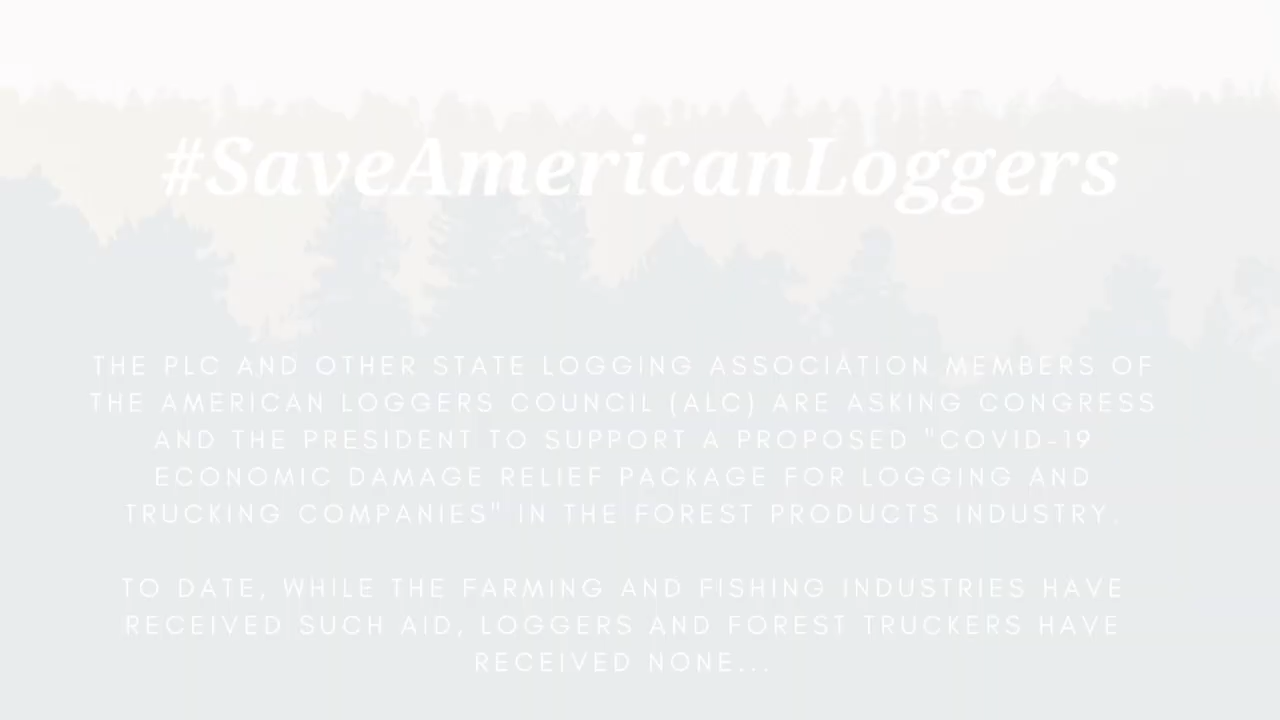 #SaveAmericanLoggers
THE PLC AND OTHER STATE LOGGING ASSOCIATION MEMBERS OF
THE AMERICAN LOGGERS COUNCIL (ALC) ARE ASKING CONGRESS
AND THE PRESIDENT TO SUPPORT A PROPOSED "COVID-19
ECONOMIC DAMAGE RELIEF PACKAGE FOR LOGGING AND
TRUCKING COMPANIES" IN THE FOREST PRODUCTS INDUSTRY.
TO DATE, WHILE THE FARMING AND FISHING INDUSTRIES HAVE
RECEIVED SUCH AID, LOGGERS AND FOREST TRUCKERS HAVE
RECEIVED NONE...